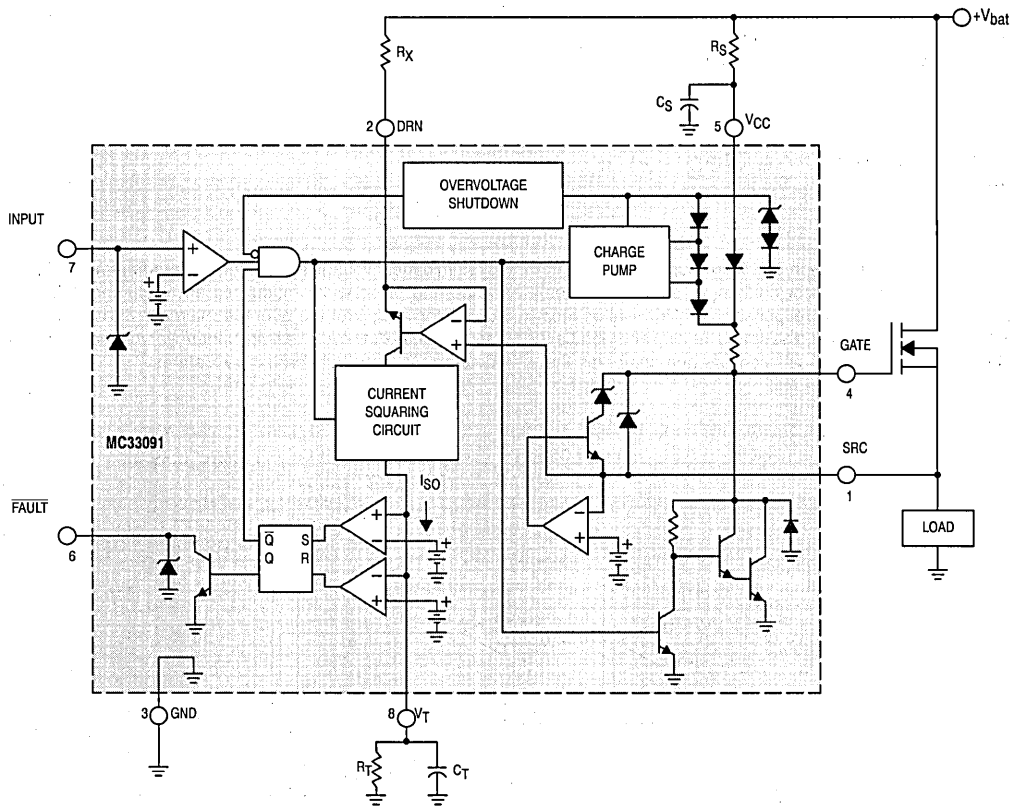 +Vbat
RX
RS
CS
2 DRN
5 VCC
OVERVOLTAGE
SHUTDOWN
INPUT
7
+
−
+
CHARGE
PUMP
−
+
GATE
4
CURRENT
SQUARING
CIRCUIT
MC33091
SRC
1
ISO
FAULT
6
Q
Q
S
R
+
−
+
−
+
+
−
+
+
LOAD
3 GND
8 VT
RT
CT